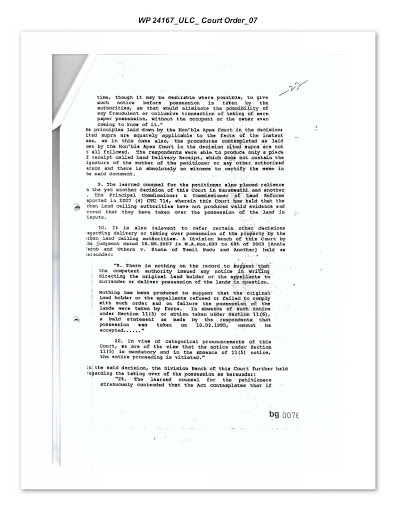 WP 24167_ULC_ Court Order_07
time, though it may be desirable where possible, to give
such notice before possession is taken by the
authorities, as that would eliminate the possibility of
any fraudulent or collusive transaction of taking of mere
paper possession, without the occupant or the owner even
coming to know of it."
he principles laid down by the Hon'ble Apex Court in the decisions
ited supra are squarely applicable to the facts of the instant
ase, as in this case also, the procedures contemplated as laid
own by the Hon'ble Apex Court in the decision cited supra are not
t all followed. The respondents were able to produce only a piece
f receipt called Land Delivery Receipt, which does not contain the
ignature of the mother of the petitioner or any other authorised
erson and there is absolutely no witness to certify the same in
he said document.
9. The learned counsel for the petitioner also placed reliance
n the yet another decision of this Court in Saraswathi and another
. The Principal Commissioner & Commissioner of Land Reforms
eported in 2007 (4) CTC 714, wherein this Court has held that the
rban land ceiling authorities have not produced valid evidence and
roved that they have taken over the possession of the land in
ispute.
10. It is also relevant to refer certain other decisions
egarding delivery or taking over possession of the property by the
rban land ceiling authorities. A Division Bench of this Court by
he judgment dated 18.06.2007 in W.A.Nos.693 to 695 of 2003 (Annie
acob and Others v. State of Tamil Nadu and Another) held as
ereunder:
"8. There is nothing on the record to suggest that
the competent authority issued any notice in writing
directing the original land holder or the appellants to
surrender or deliver possession of the lands in question.
Nothing has been produced to suggest that the original
land holder or the appellants refused or failed to comply
with such order and on failure the possession of the
lands were taken by force. In absence of such notice
under Section 11(5) or action taken under Section 11(6),
a bald statement as made by the respondents that
possession was taken on 10.02.1995, cannot be
accepted......"
22. In view of categorical pronouncements of this
Court, we are of the view that the notice under Section
11(5) is mandatory and in the absence of 11(5) notice,
the entire proceeding is vitiated."
In the said decision, the Division Bench of this Court further held
regarding the taking over of the possession as hereunder:
"24. The learned counsel for the petitioners
strenuously contended that the Act contemplates that if
bg 0076